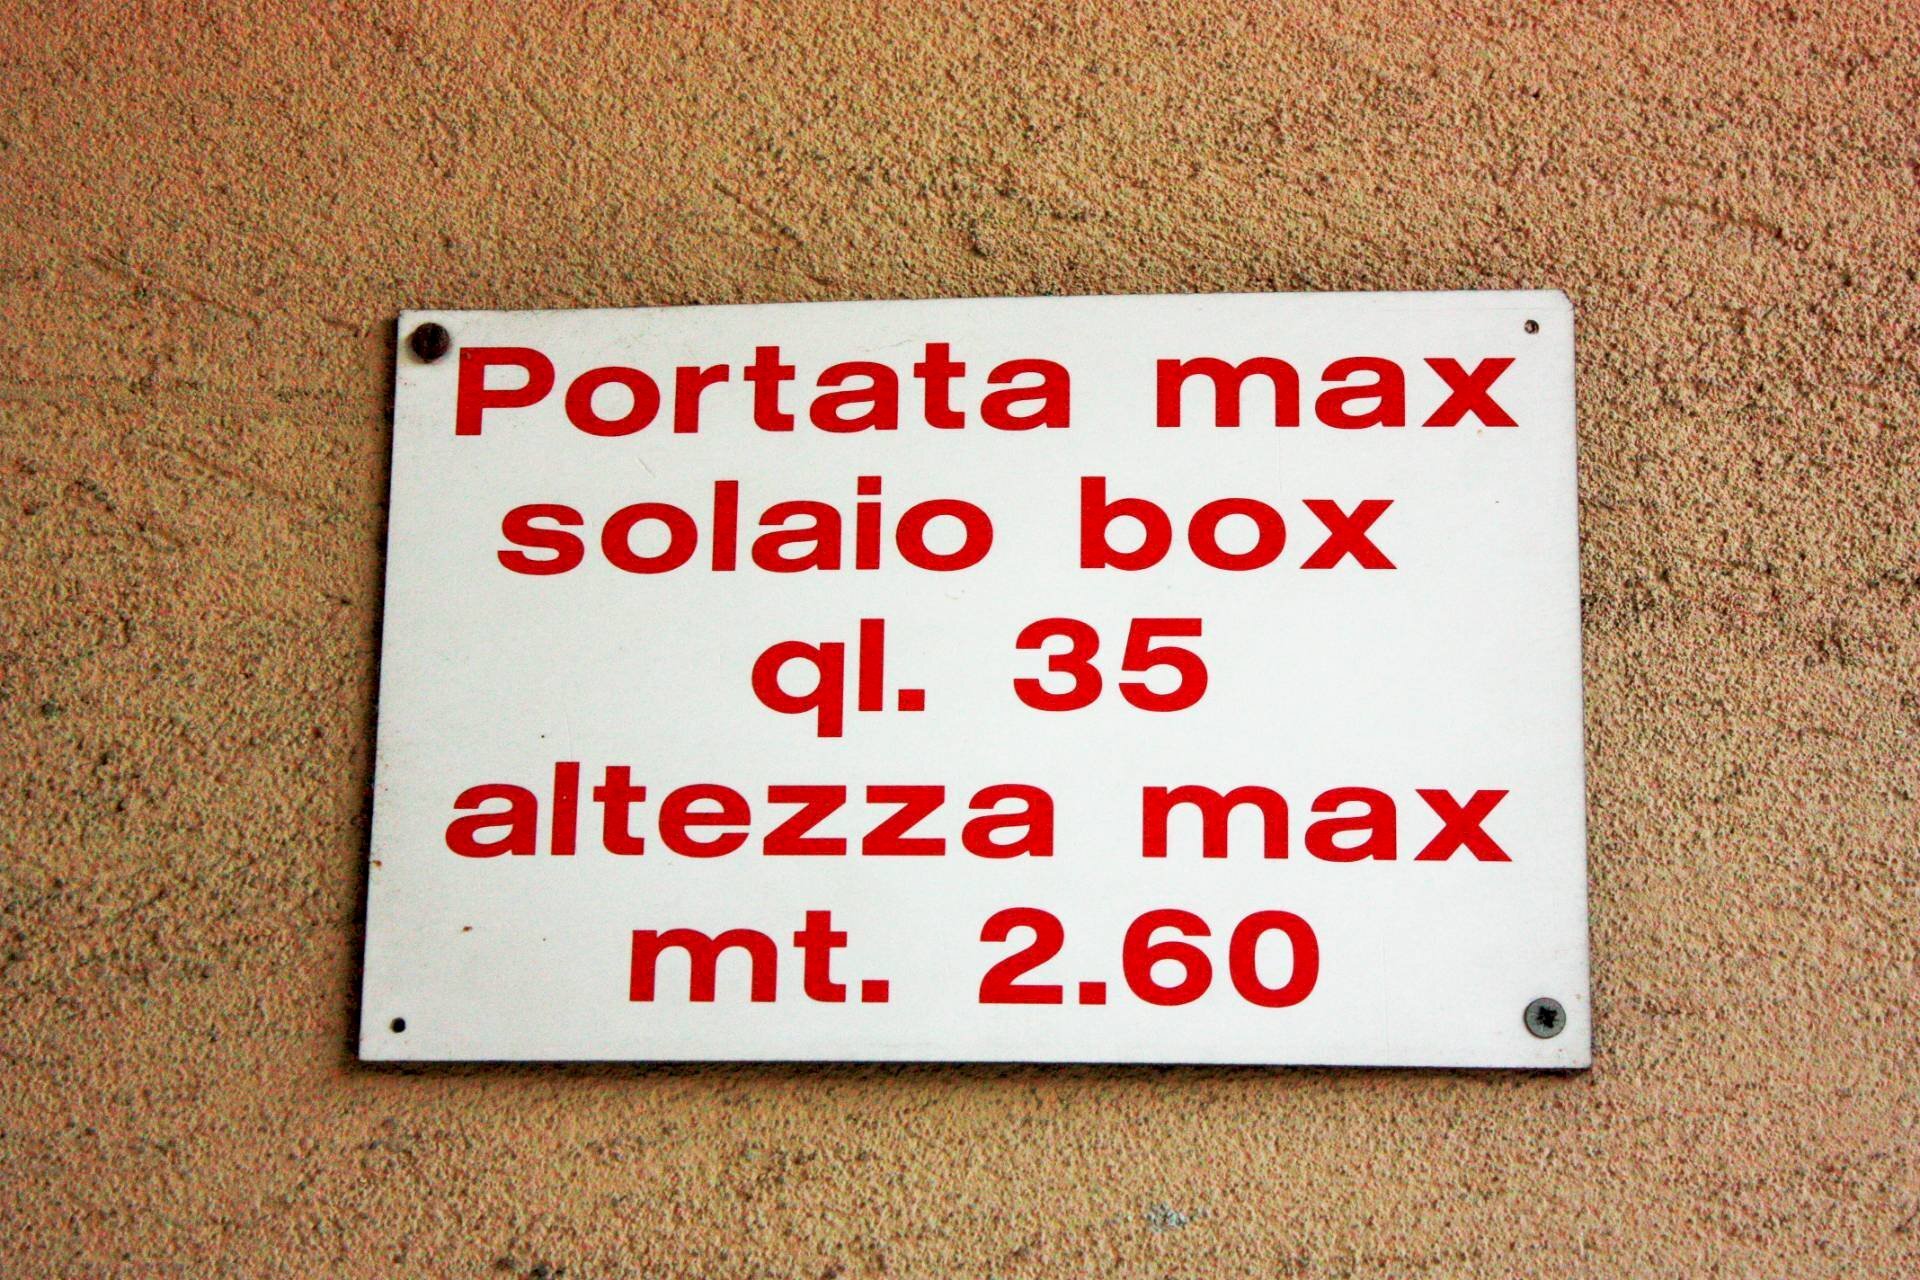 Portata max
solaio box
ql. 35
altezza max
mt. 2.60